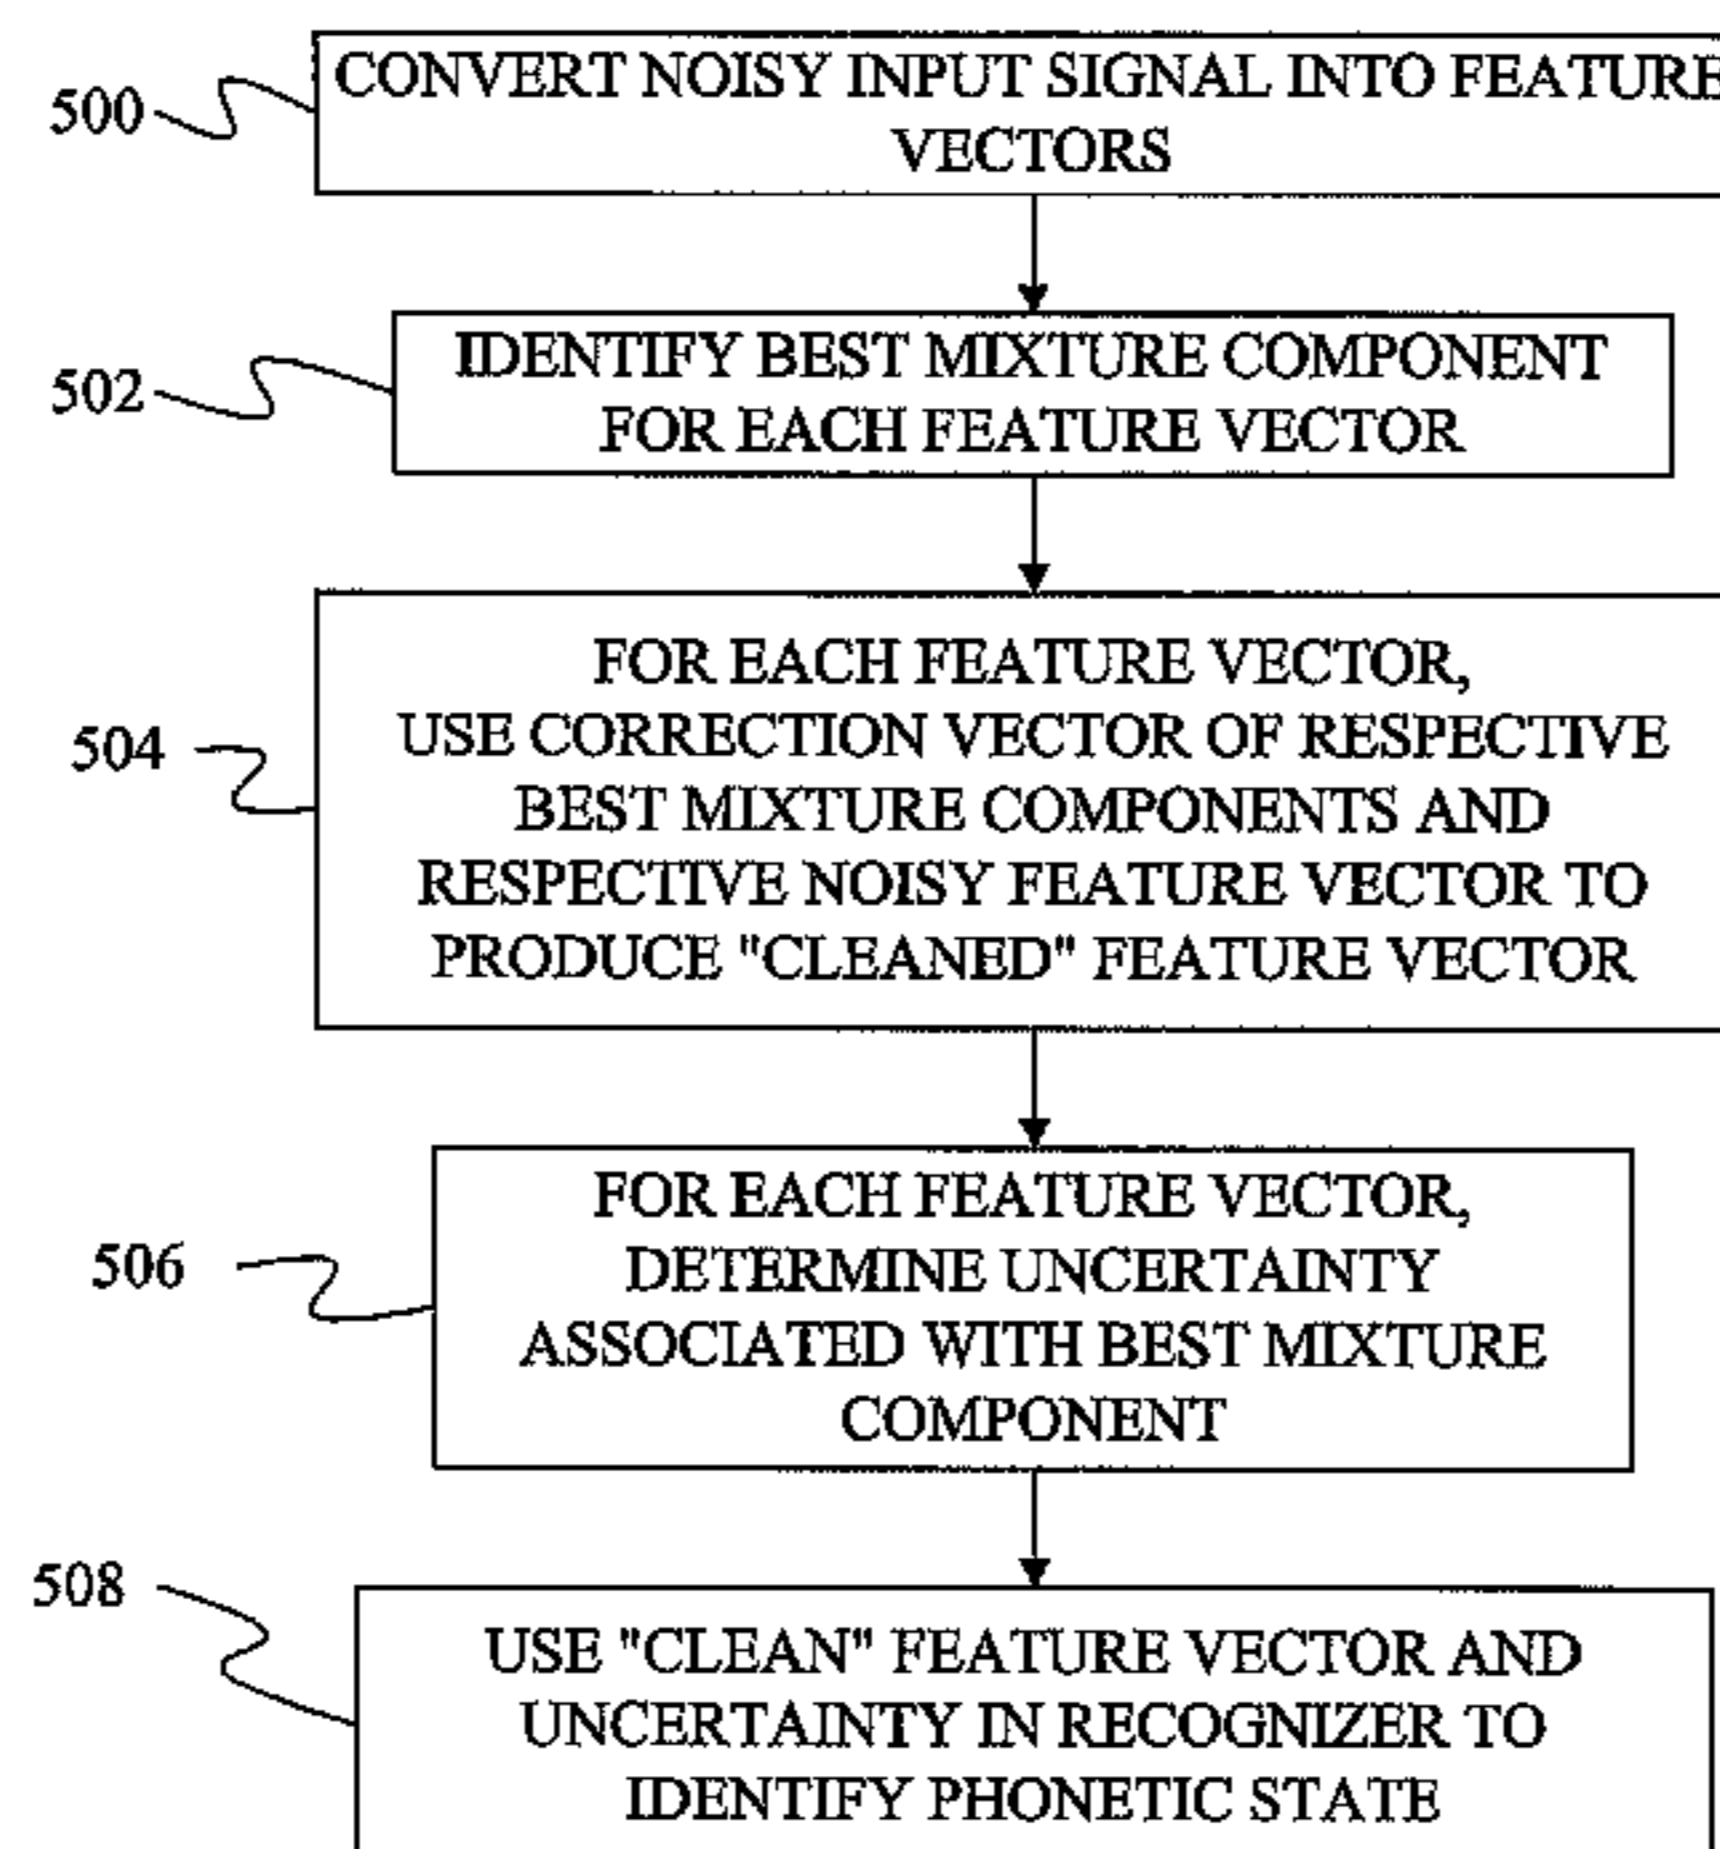 500
CONVERT NOISY INPUT SIGNAL INTO FEATURE
VECTORS
502
IDENTIFY BEST MIXTURE COMPONENT
FOR EACH FEATURE VECTOR
504
FOR EACH FEATURE VECTOR,
USE CORRECTION VECTOR OF RESPECTIVE
BEST MIXTURE COMPONENTS AND
RESPECTIVE NOISY FEATURE VECTOR TO
PRODUCE "CLEANED" FEATURE VECTOR
506
FOR EACH FEATURE VECTOR,
DETERMINE UNCERTAINTY
ASSOCIATED WITH BEST MIXTURE
COMPONENT
508
USE "CLEAN" FEATURE VECTOR AND
UNCERTAINTY IN RECOGNIZER TO
IDENTIFY PHONETIC STATE